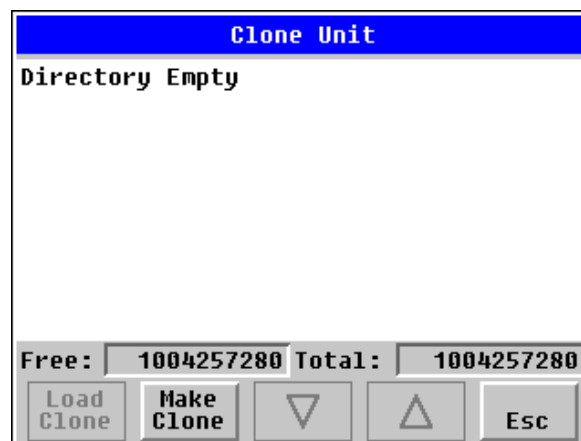 Clone Unit
Directory Empty
Free: 1004257280 Total: 1004257280
Load Make
Clone Clone Esc